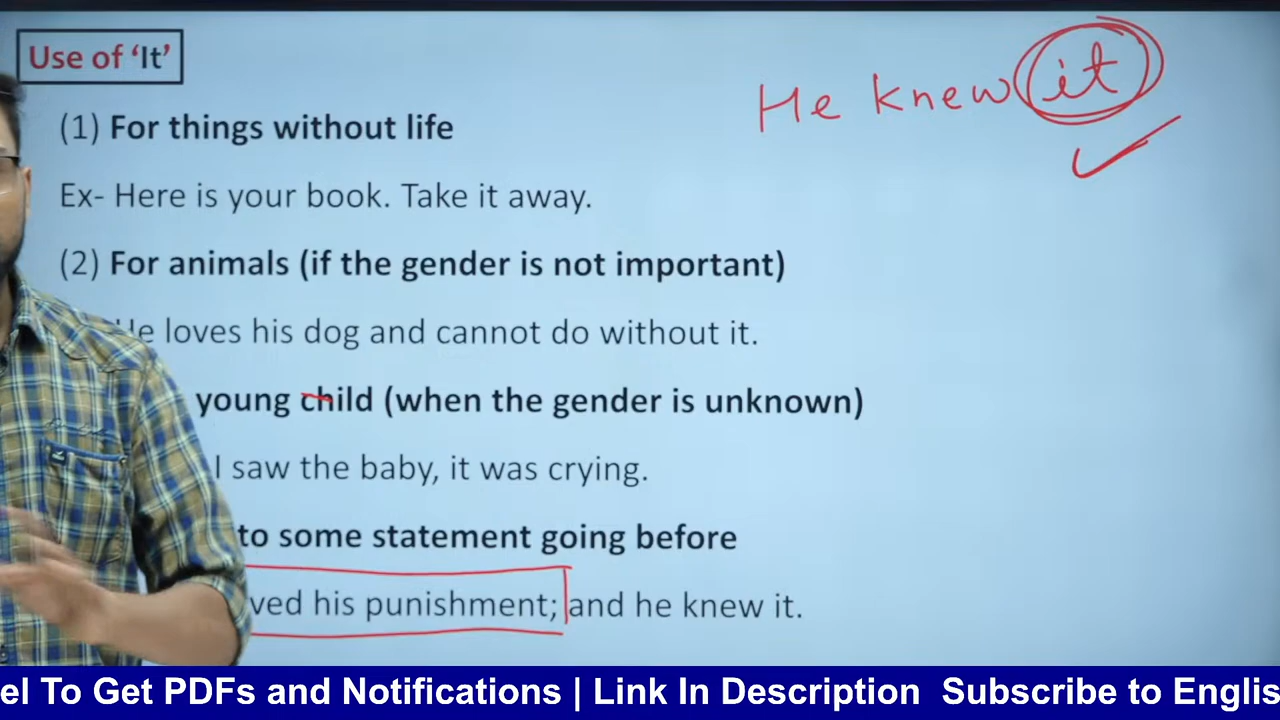 Use of ‘It’
He knew it
(1) For things without life
Ex- Here is your book. Take it away.
(2) For animals (if the gender is not important)
He loves his dog and cannot do without it.
young child (when the gender is unknown)
I saw the baby, it was crying.
to some statement going before
his punishment; and he knew it.
To Get PDFs and Notifications | Link In Description Subscribe to